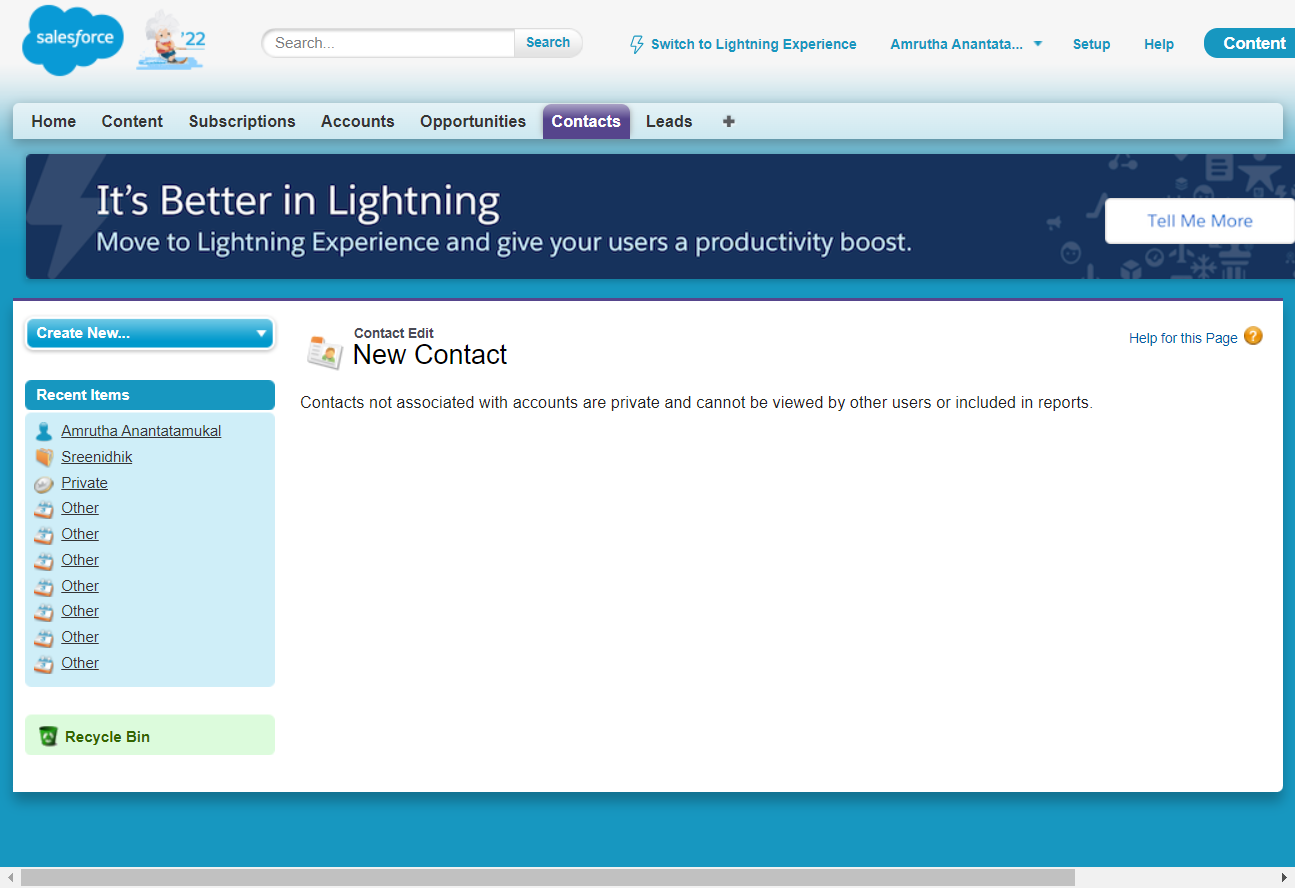 salesforce
'22
Search...
Search
Switch to Lightning Experience
Amrutha Anantata...
Setup
Help
Content
Home
Content
Subscriptions
Accounts
Opportunities
Contacts
Leads
+
It's Better in Lightning
Move to Lightning Experience and give your users a productivity boost.
Tell Me More
Create New...
Contact Edit
New Contact
Help for this Page
?
Recent Items
Contacts not associated with accounts are private and cannot be viewed by other users or included in reports.
Amrutha Anantatamukal
Sreenidhik
Private
Other
Other
Other
Other
Other
Other
Other
Recycle Bin